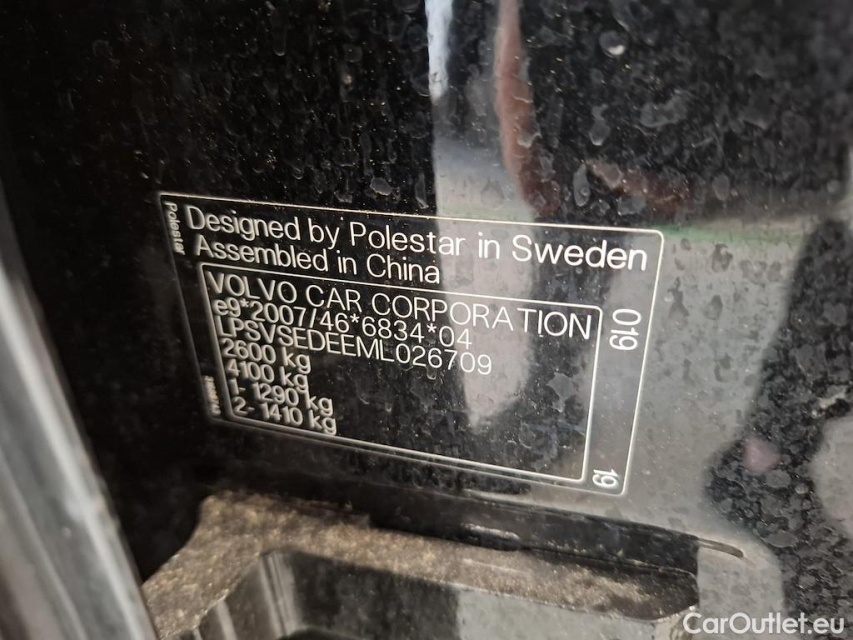 Polestar
Designed by Polestar in Sweden
Assembled in China
VOLVO CAR CORPORATION
e9*2007/46*6834*04
LPSVSEDEEML026709
2600 kg
4100 kg
1- 1290 kg
2- 1410 kg
019
19
CarOutlet.eu